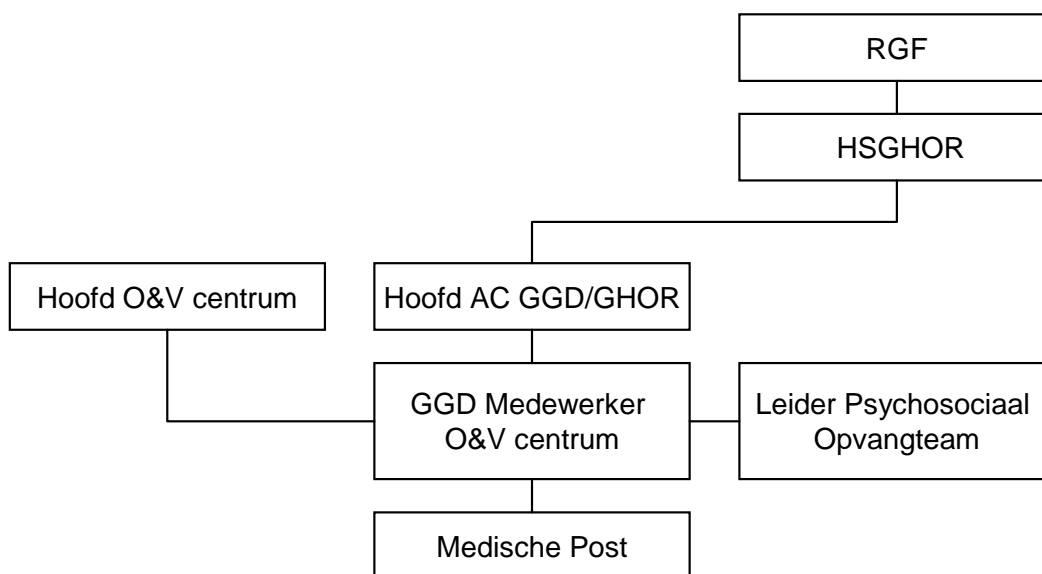 RGF
HSGHOR
Hoofd O&V centrum
Hoofd AC GGD/GHOR
GGD Medewerker
O&V centrum
Leider Psychosociaal
Opvangteam
Medische Post